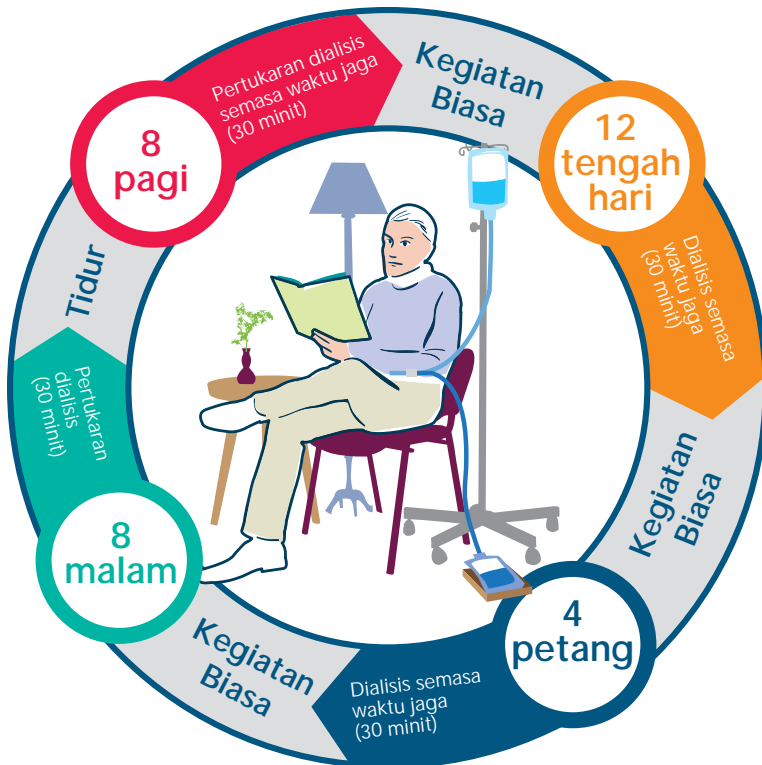 8
pagi
Pertukaran dialisis
semasa waktu jaga
(30 minit)
Kegiatan
Biasa
12
tengah
hari
Dialisis semasa
waktu jaga
(30 minit)
Kegiatan
Biasa
4
petang
Dialisis semasa
waktu jaga
(30 minit)
Kegiatan
Biasa
8
malam
Pertukaran
dialisis
(30 minit)
Tidur